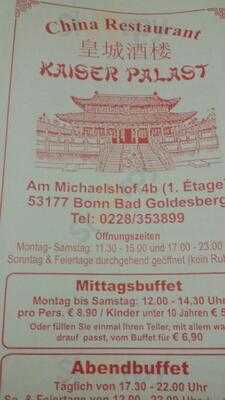 China Restaurant
皇城酒楼
KAISER PALAST
Am Michaelshof 4b (1. Étage)
53177 Bonn Bad Goldesberg
Tel: 0228/353899
Öffnungszeiten
Montag- Samstag: 11.30 - 15.00 und 17.00 - 23.00
Sonntag & Feiertage durchgehend geöffnet (kein
Mittagsbuffet
Montag bis Samstag: 12.00 - 14.30 Uhr
pro Pers. € 8.90 / Kinder unter 10 Jahren €
Oder füllen Sie einmal Ihren Teller, mit allem was
drauf passt, vom Buffet für € 6,90
Abendbuffet
Täglich von 17.30 - 22.00 Uhr